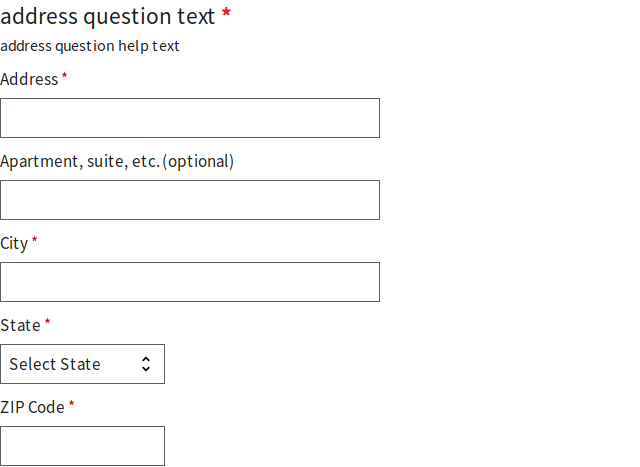 address question text *
address question help text
Address *
Apartment, suite, etc. (optional)
City *
State *
Select State
ZIP Code *